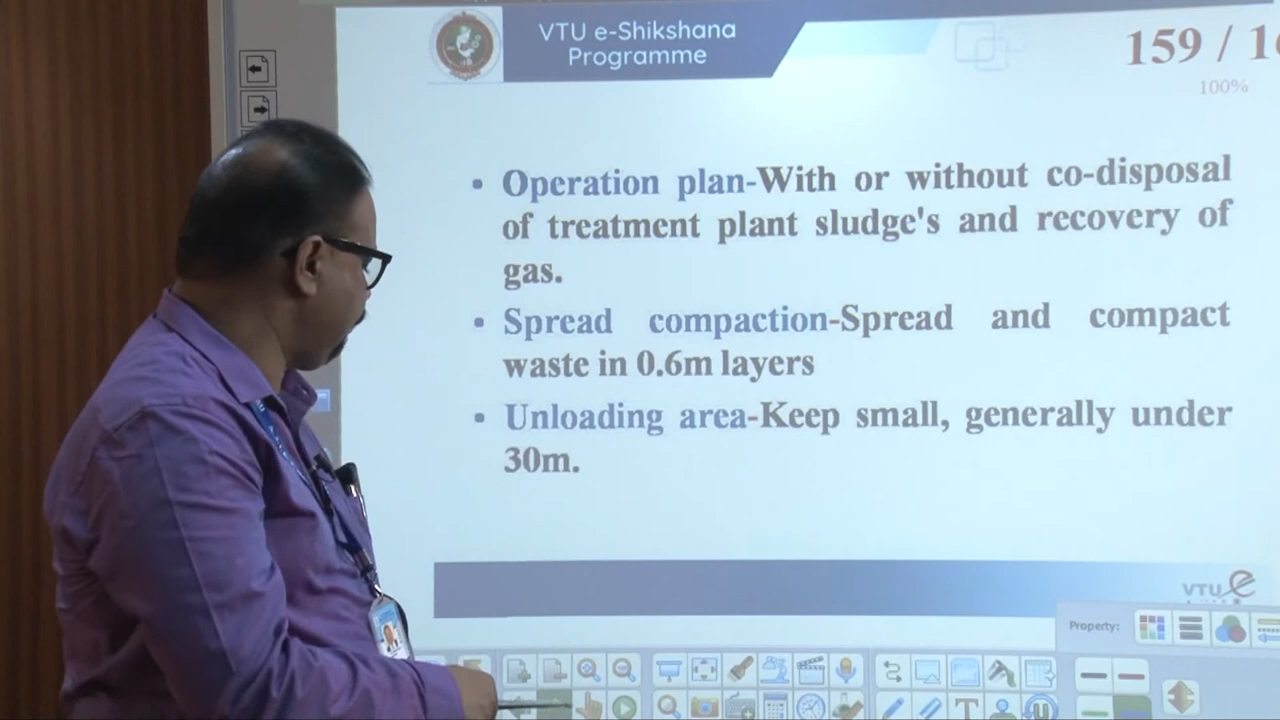 VTU e-Shikshana
Programme
159 / 16
100%
• Operation plan-With or without co-disposal
of treatment plant sludge's and recovery of
gas.
• Spread compaction-Spread and compact
waste in 0.6m layers
• Unloading area-Keep small, generally under
30m.
VTU e
Property: